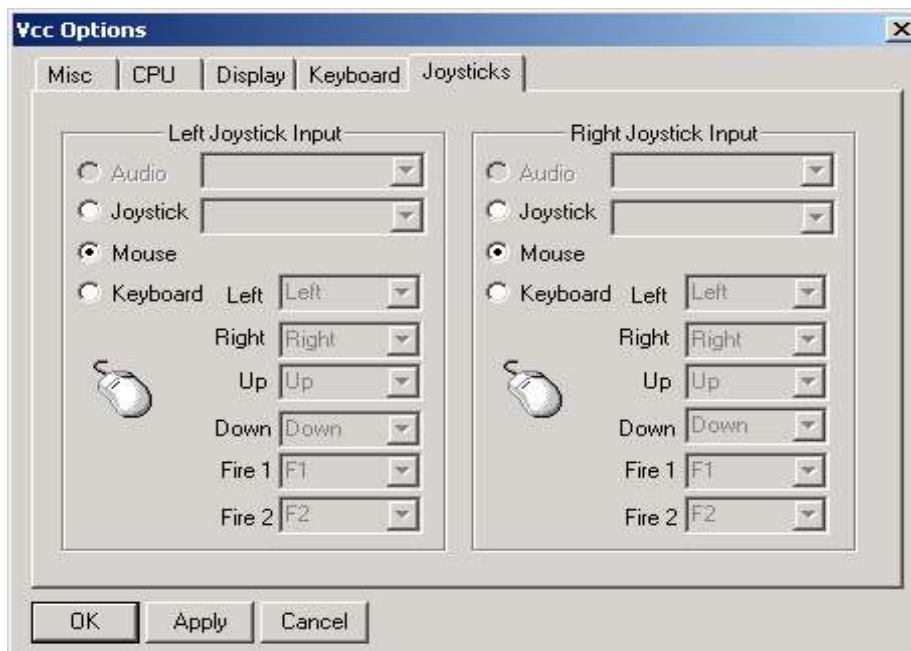 Vcc Options
Misc CPU Display Keyboard Joysticks
Left Joystick Input
Audio
Joystick
Mouse
Keyboard Left Left
Right Right
Up Up
Down Down
Fire 1 F1
Fire 2 F2
Right Joystick Input
Audio
Joystick
Mouse
Keyboard Left Left
Right Right
Up Up
Down Down
Fire 1 F1
Fire 2 F2
OK Apply Cancel